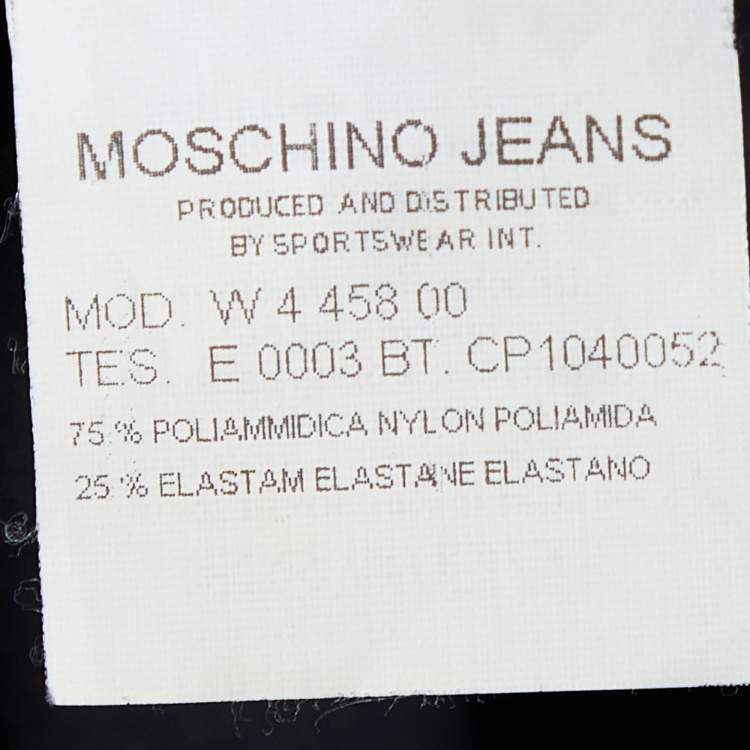 MOSCHINO JEANS
PRODUCED AND DISTRIBUTED
BY SPORTSWEAR INT.
MOD. W 4 458 00
TES. E 0003 BT. CP1040052
75 % POLIAMMIDICA NYLON POLIAMIDA
25 % ELASTAM ELASTANE ELASTANO